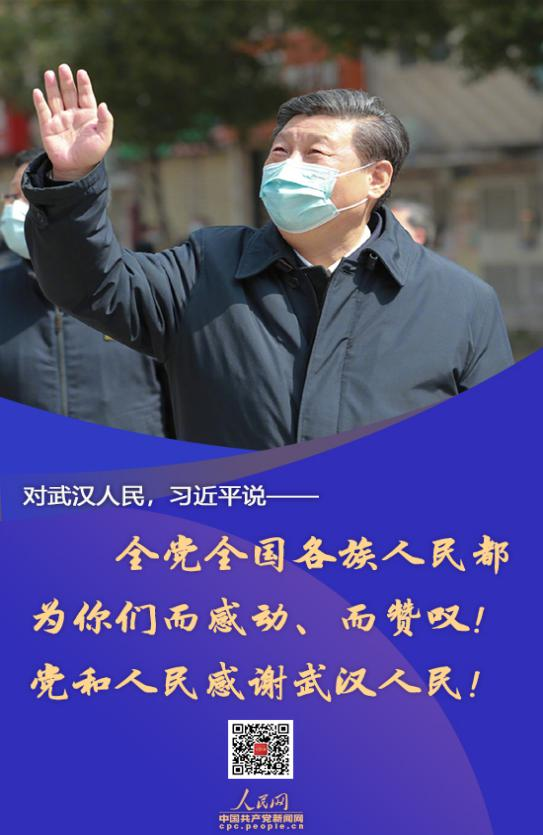 对武汉人民，习近平说——
全党全国各族人民都
为你们而感动、而赞叹！
党和人民感谢武汉人民！
人民网
中国共产党新闻网
cpc.people.com.cn